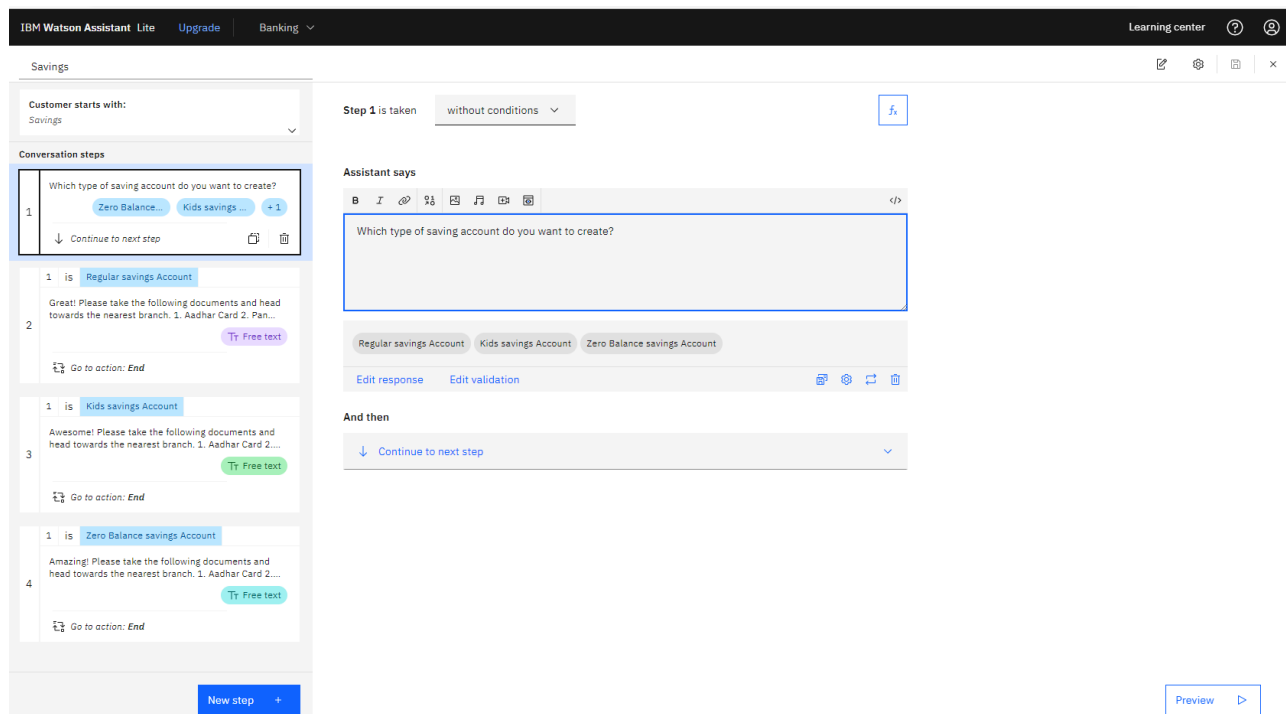 IBM Watson Assistant Lite Upgrade Banking Learning center
Savings
Customer starts with:
Savings
Conversation steps
1
Which type of saving account do you want to create?
Zero Balance... Kids savings ... + 1
Continue to next step
2
1 is Regular savings Account
Great! Please take the following documents and head
towards the nearest branch. 1. Aadhar Card 2. Pan...
Tт Free text
Go to action: End
3
1 is Kids savings Account
Awesome! Please take the following documents and
head towards the nearest branch. 1. Aadhar Card 2....
Tт Free text
Go to action: End
4
1 is Zero Balance savings Account
Amazing! Please take the following documents and
head towards the nearest branch. 1. Aadhar Card 2....
Tт Free text
Go to action: End
New step +
Step 1 is taken without conditions
fx
Assistant says
B I </>
Which type of saving account do you want to create?
Regular savings Account Kids savings Account Zero Balance savings Account
Edit response Edit validation
And then
Continue to next step
Preview